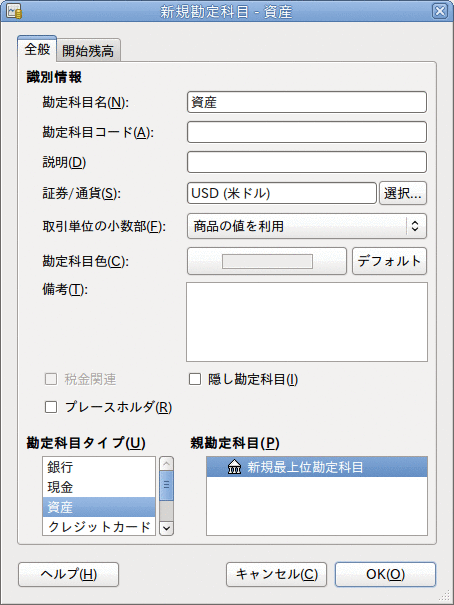 新規勘定科目 - 資産
全般
開始残高
識別情報
勘定科目名(N):
資産
勘定科目コード(A):
説明(D)
証券/通貨(S):
USD (米ドル)
選択...
取引単位の小数部(F):
商品の値を利用
勘定科目色(C):
デフォルト
備考(T):
税金関連
隠し勘定科目(I)
プレースホルダ(R)
勘定科目タイプ(U)
親勘定科目(P)
銀行
新規最上位勘定科目
現金
資産
クレジットカード
ヘルプ(H)
キャンセル(C)
OK(O)